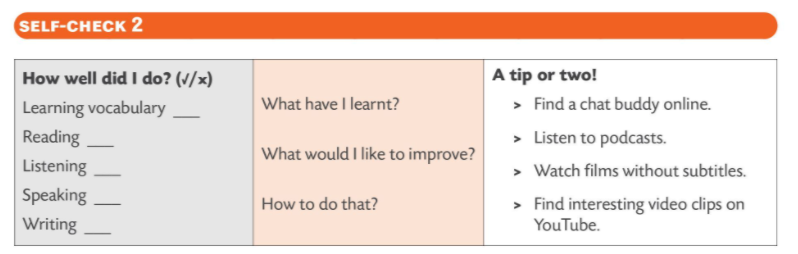 SELF-CHECK 2
How well did I do? (√/x)
Learning vocabulary ___
Reading ___
Listening ___
Speaking ___
Writing ___
What have I learnt?
What would I like to improve?
How to do that?
A tip or two!
> Find a chat buddy online.
> Listen to podcasts.
> Watch films without subtitles.
> Find interesting video clips on
YouTube.